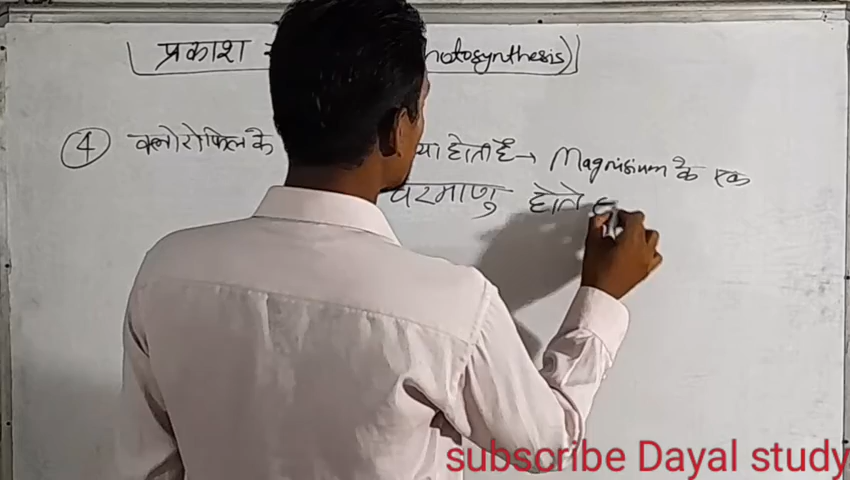 प्रकाश hotosynthesis)
④ क्लोरोफिल के या होती है → Magnisium के एक
परमाणु होते
subscribe Dayal study